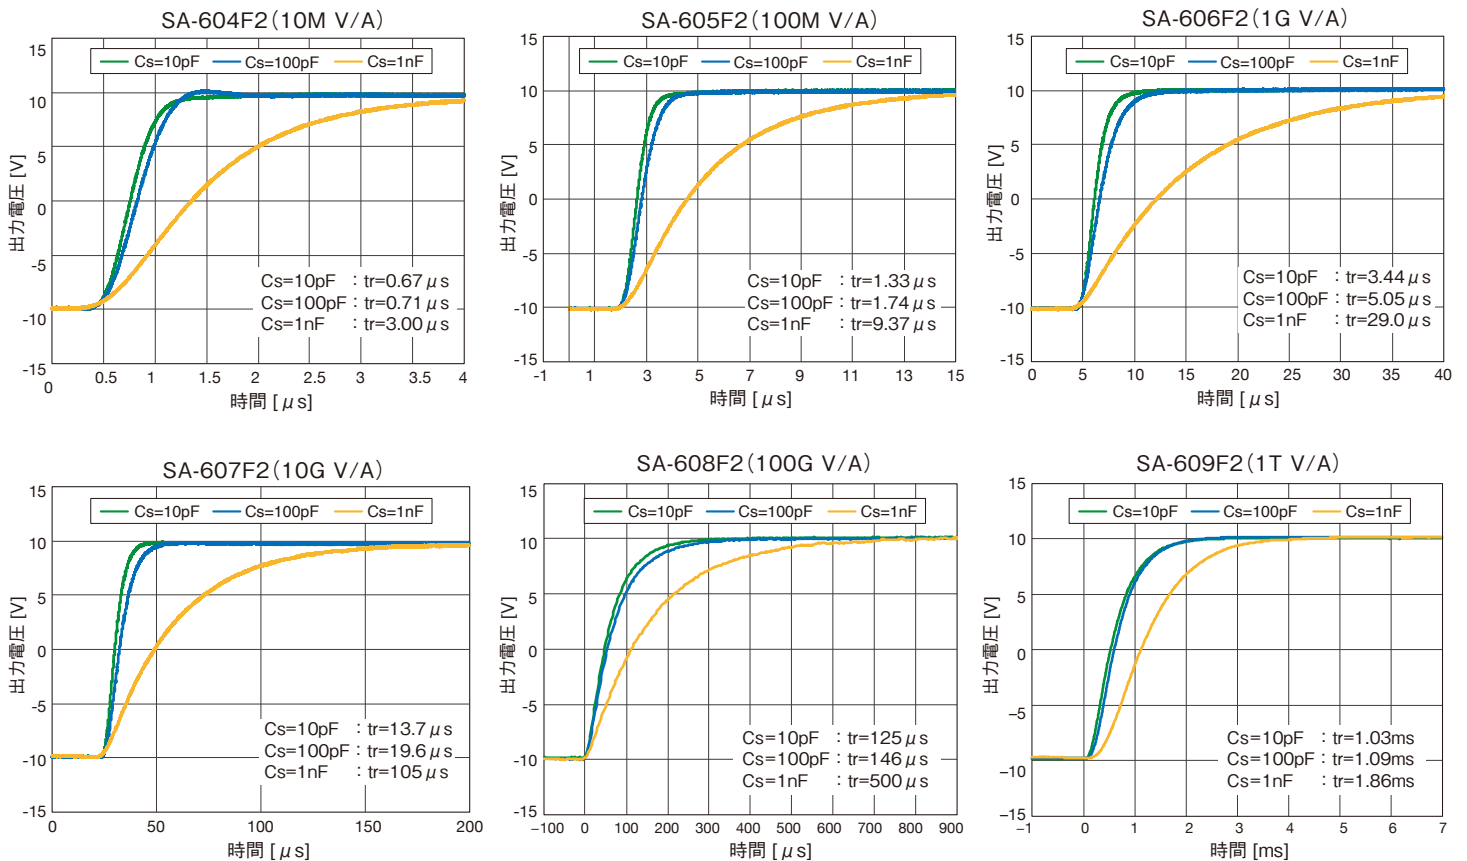 SA-604F2(10M V/A)
Cs=10pF Cs=100pF Cs=1nF
15
10
5
0
-5
-10
-15
出力電圧 [V]
Cs=10pF : tr=0.67μs
Cs=100pF : tr=0.71μs
Cs=1nF : tr=3.00μs
0 0.5 1 1.5 2 2.5 3 3.5 4
時間 [μs]
SA-605F2(100M V/A)
Cs=10pF Cs=100pF Cs=1nF
15
10
5
0
-5
-10
-15
出力電圧 [V]
Cs=10pF : tr=1.33μs
Cs=100pF : tr=1.74μs
Cs=1nF : tr=9.37μs
-1 1 3 5 7 9 11 13 15
時間 [μs]
SA-606F2(1G V/A)
Cs=10pF Cs=100pF Cs=1nF
15
10
5
0
-5
-10
-15
出力電圧 [V]
Cs=10pF : tr=3.44μs
Cs=100pF : tr=5.05μs
Cs=1nF : tr=29.0μs
0 5 10 15 20 25 30 35 40
時間 [μs]
SA-607F2(10G V/A)
Cs=10pF Cs=100pF Cs=1nF
15
10
5
0
-5
-10
-15
出力電圧 [V]
Cs=10pF : tr=13.7μs
Cs=100pF : tr=19.6μs
Cs=1nF : tr=105μs
0 50 100 150 200
時間 [μs]
SA-608F2(100G V/A)
Cs=10pF Cs=100pF Cs=1nF
15
10
5
0
-5
-10
-15
出力電圧 [V]
Cs=10pF : tr=125μs
Cs=100pF : tr=146μs
Cs=1nF : tr=500μs
-100 0 100 200 300 400 500 600 700 800 900
時間 [μs]
SA-609F2(1T V/A)
Cs=10pF Cs=100pF Cs=1nF
15
10
5
0
−5
−10
−15
出力電圧 [V]
Cs=10pF : tr=1.03ms
Cs=100pF : tr=1.09ms
Cs=1nF : tr=1.86ms
−1 0 1 2 3 4 5 6 7
時間 [ms]